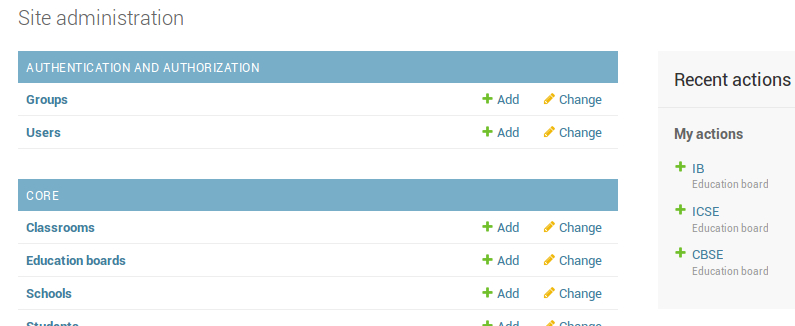 Site administration
AUTHENTICATION AND AUTHORIZATION
Groups Add Change
Users Add Change
CORE
Classrooms Add Change
Education boards Add Change
Schools Add Change
Students Add Change
Recent actions
My actions
IB
Education board
ICSE
Education board
CBSE
Education board